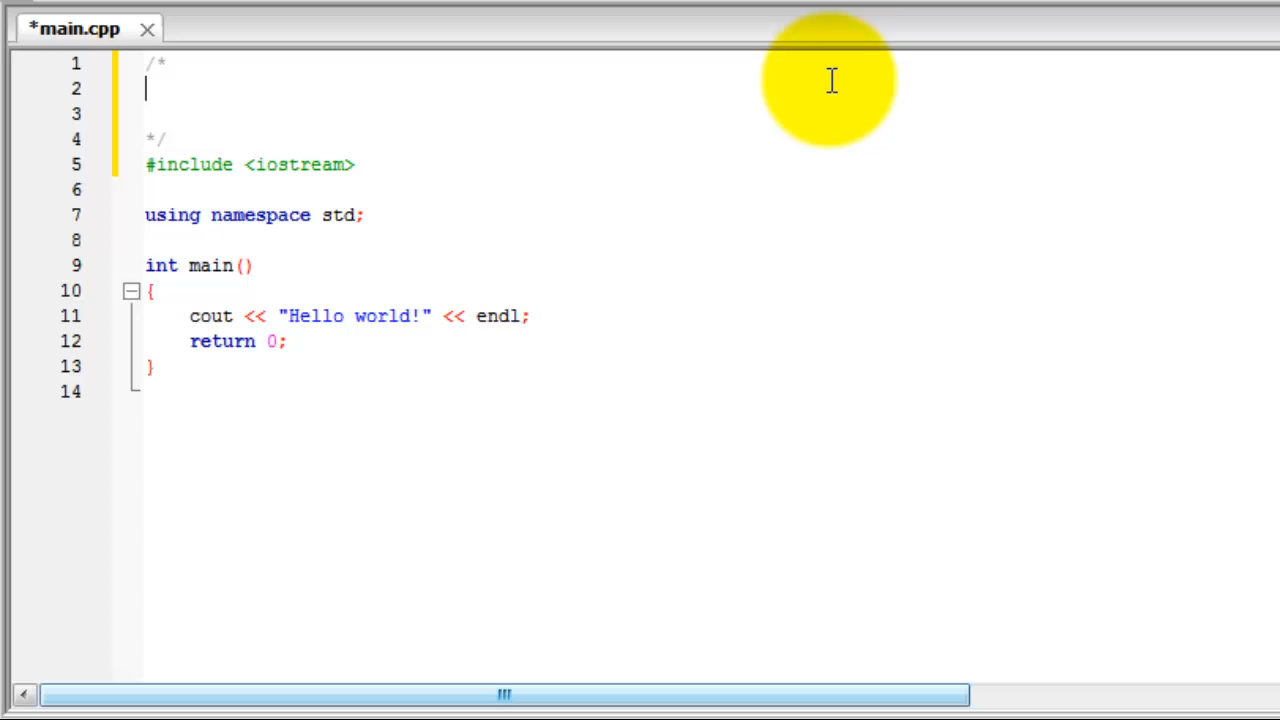 *main.cpp
1 /*
2
3
4 */
5 #include <iostream>
6
7 using namespace std;
8
9 int main()
10 {
11 cout << "Hello world!" << endl;
12 return 0;
13 }
14